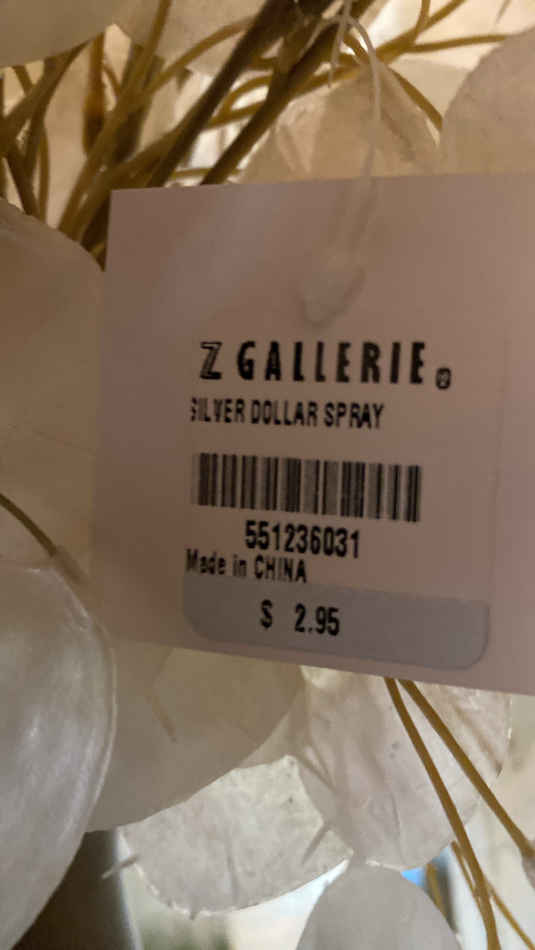 Z GALLERIE®
SILVER DOLLAR SPRAY
551236031
Made in CHINA
$ 2.95